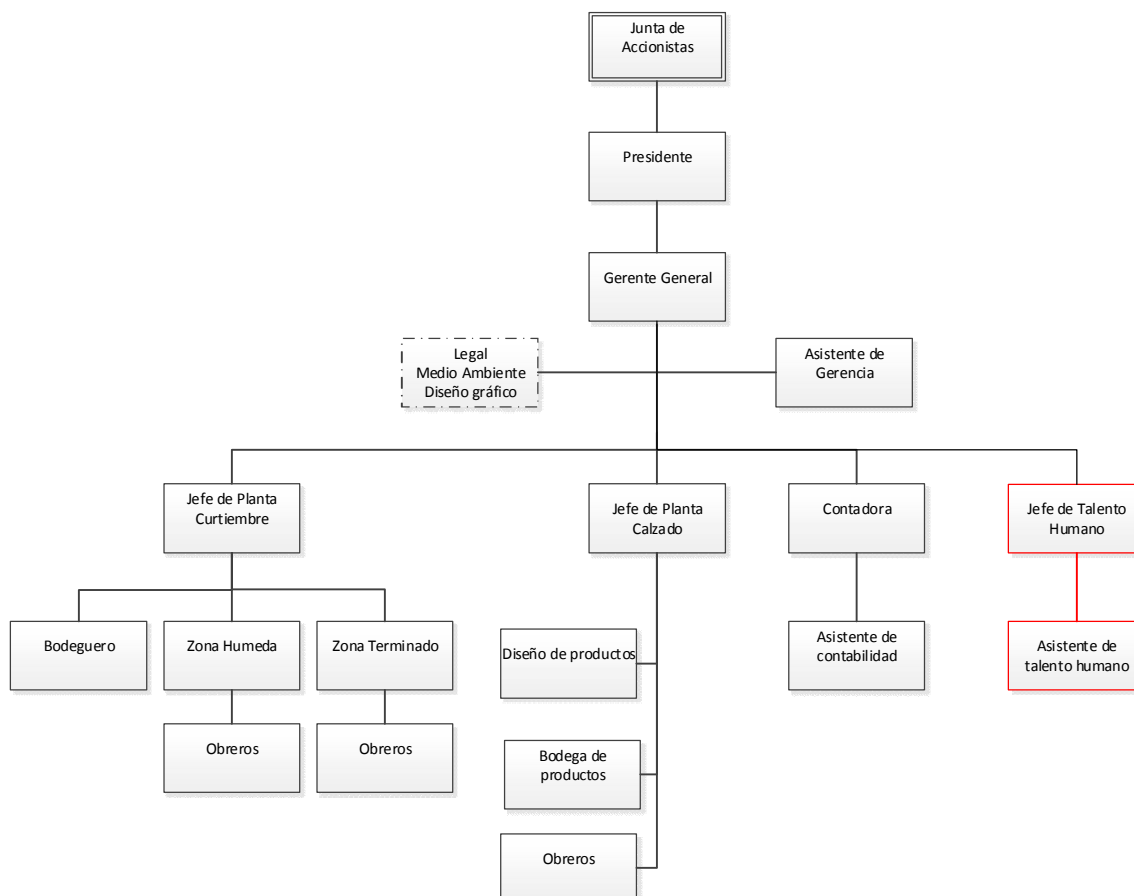 Junta de
Accionistas
Presidente
Gerente General
Legal
Medio Ambiente
Diseño gráfico
Asistente de
Gerencia
Jefe de Planta
Curtiembre
Jefe de Planta
Calzado
Contadora
Jefe de Talento
Humano
Bodeguero
Zona Humeda
Zona Terminado
Diseño de productos
Asistente de
contabilidad
Asistente de
talento humano
Obreros
Obreros
Bodega de
productos
Obreros